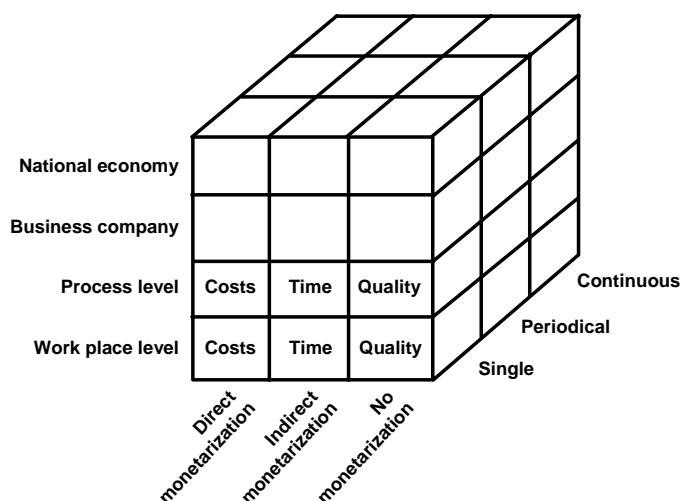 National economy
Business company
Process level
Costs
Time
Quality
Continuous
Work place level
Costs
Time
Quality
Periodical
Single
Direct
monetarization
Indirect
monetarization
No
monetarization